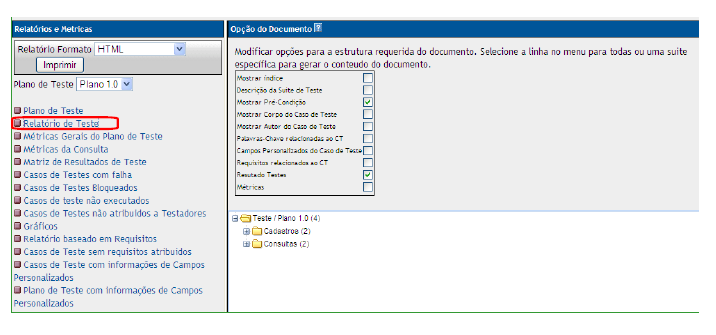 Relatórios e Metricas
Relatório Formato HTML
Imprimir
Plano de Teste Plano 1.0
Plano de Teste
Relatório de Teste
Métricas Gerais do Plano de Teste
Métricas da Consulta
Matriz de Resultados de Teste
Casos de Testes com falha
Casos de Testes Bloqueados
Casos de teste não executados
Casos de Testes não atribuidos a Testadores
Gráficos
Relatório baseado em Requisitos
Casos de Teste sem requisitos atribuidos
Casos de Teste com informações de Campos
Personalizados
Plano de Teste com informações de Campos
Personalizados
Opção do Documento ?
Modificar opções para a estrutura requerida do documento. Selecione a linha no menu para todas ou uma suite
específica para gerar o conteudo do documento.
Mostrar índice
Descrição da Suite de Teste
Mostrar Pré-Condição
Mostrar Corpo do Caso de Teste
Mostrar Autor do Caso de Teste
Palavras-Chave relacionadas ao CT
Campos Personalizados do Caso de Teste
Requisitos relacionados ao CT
Resutado Testes
Métricas
Teste / Plano 1.0 (4)
Cadastros (2)
Consultas (2)